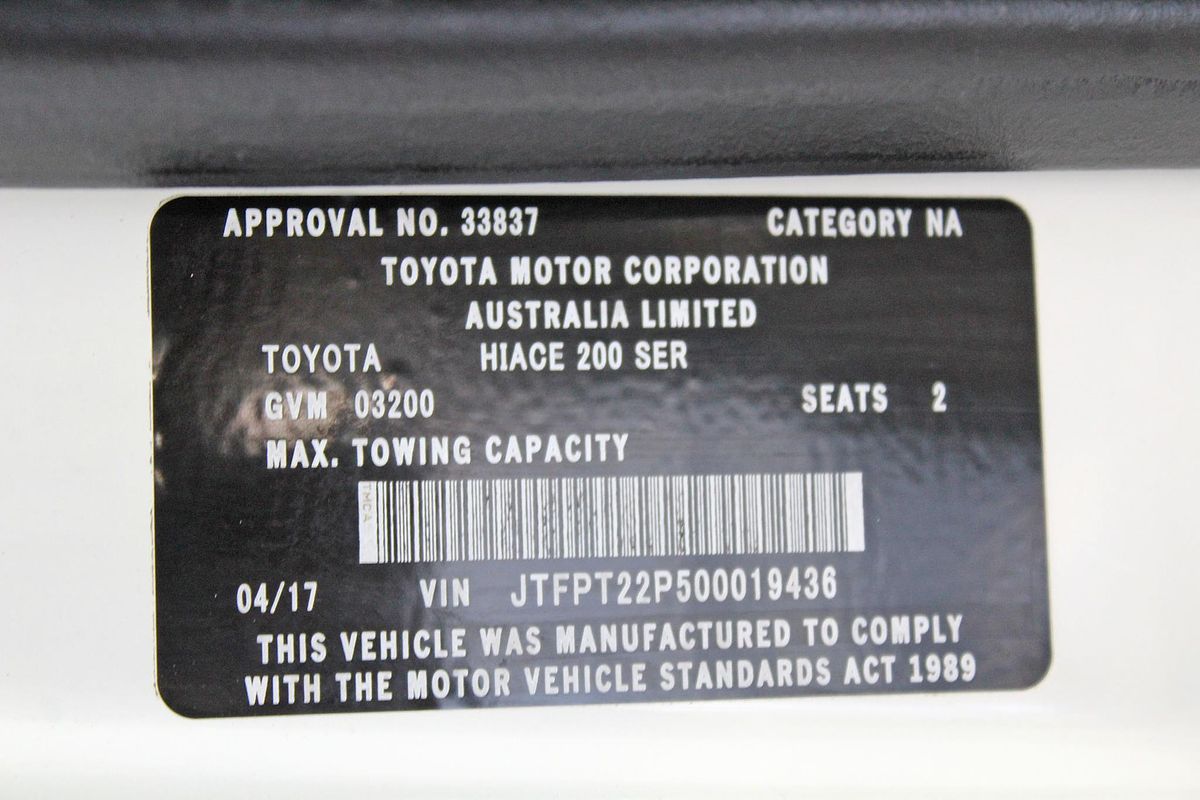 APPROVAL NO. 33837 CATEGORY NA
TOYOTA MOTOR CORPORATION
AUSTRALIA LIMITED
TOYOTA HIACE 200 SER
GVM 03200 SEATS 2
MAX. TOWING CAPACITY
TMCA
04/17 VIN JTFPT22P500019436
THIS VEHICLE WAS MANUFACTURED TO COMPLY
WITH THE MOTOR VEHICLE STANDARDS ACT 1989